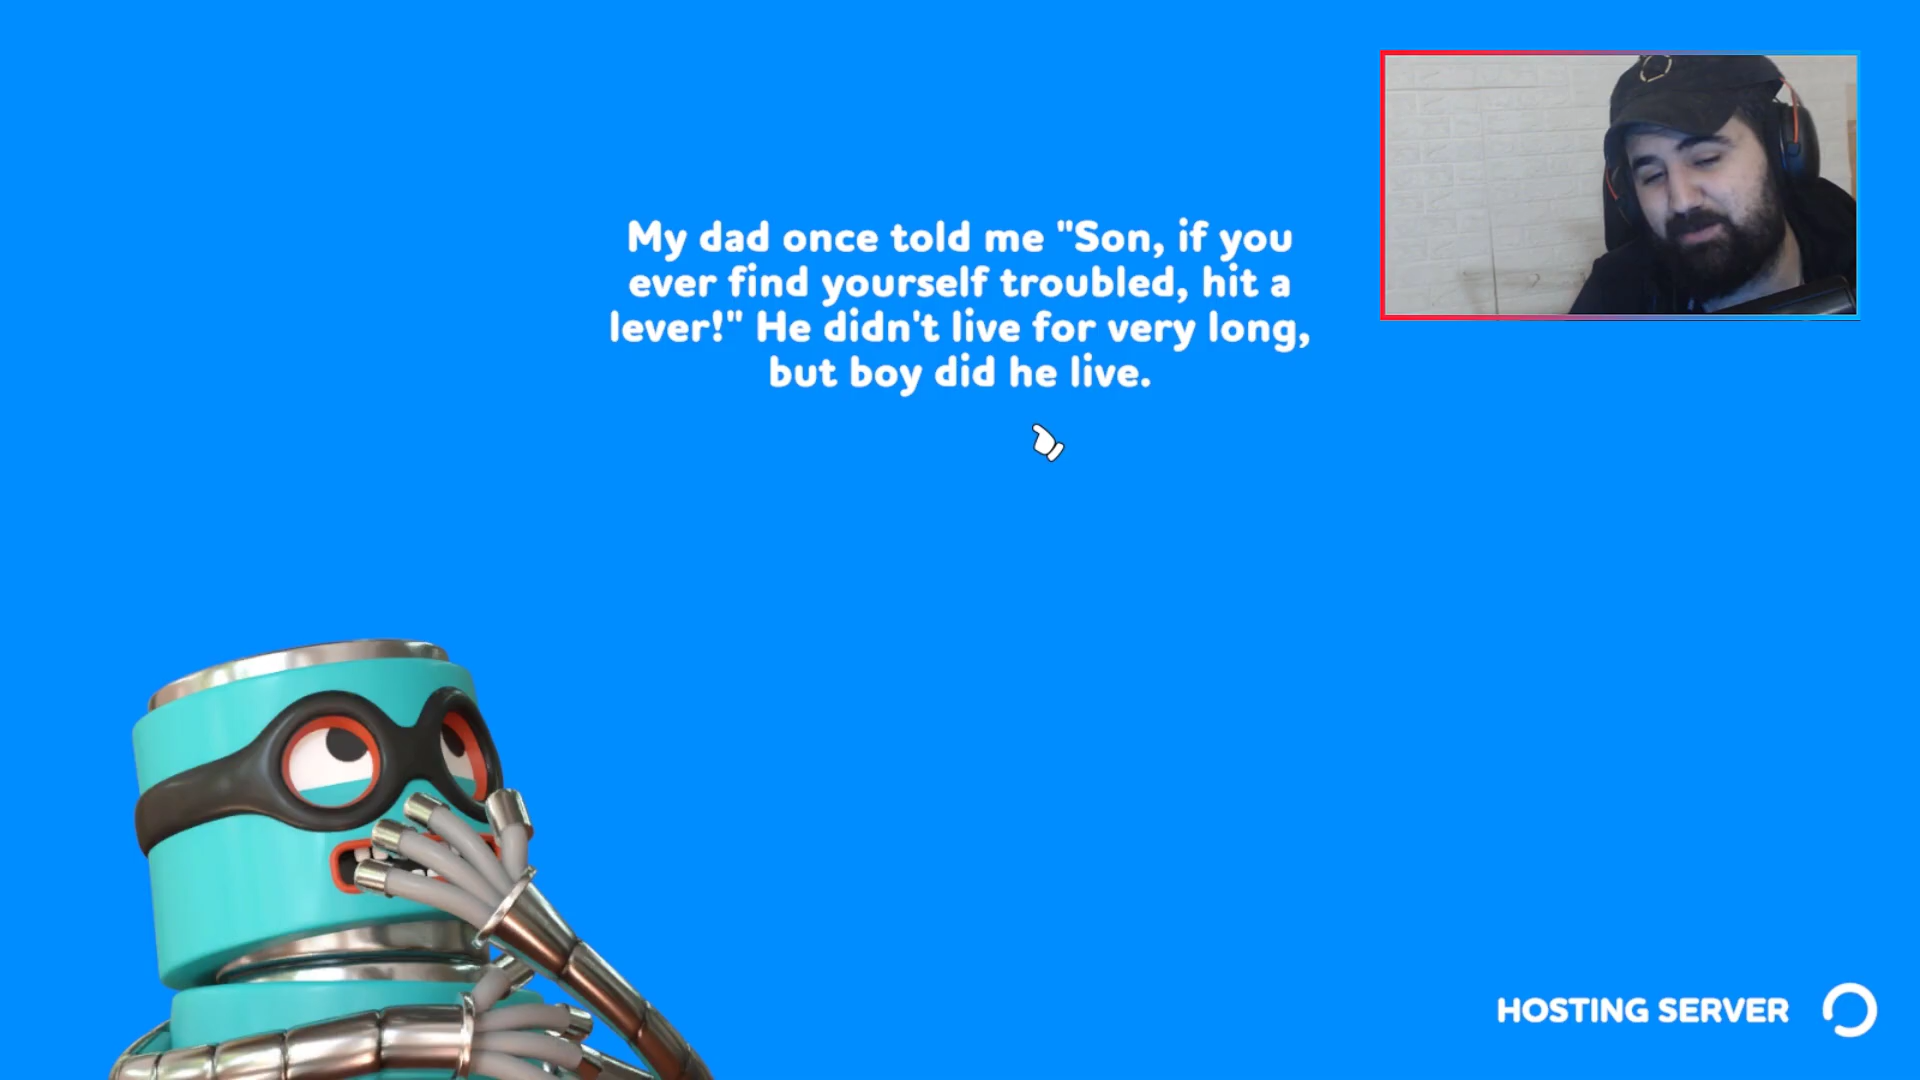 My dad once told me "Son, if you
ever find yourself troubled, hit a
lever!" He didn't live for very long,
but boy did he live.
HOSTING SERVER